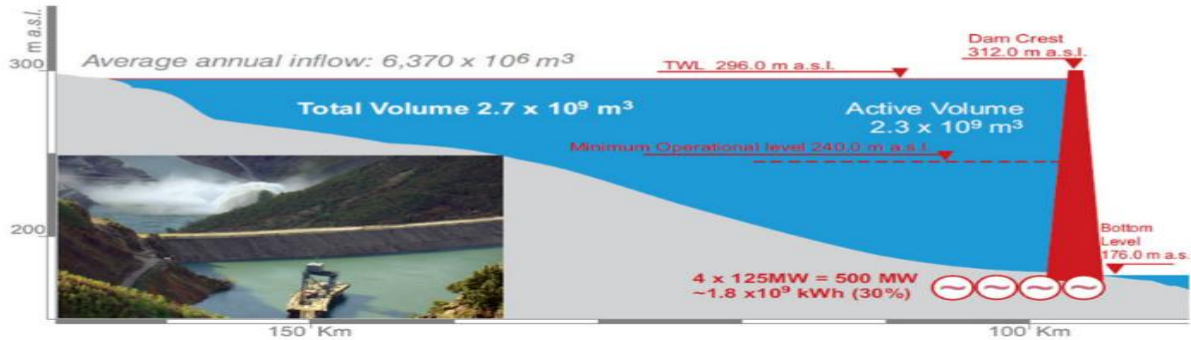 m a.s.l.
300
200
Average annual inflow: 6,370 x 10⁶ m³
Dam Crest
312.0 m a.s.l.
TWL 296.0 m a.s.l.
Total Volume 2.7 x 10⁹ m³
Active Volume
2.3 x 10⁹ m³
Minimum Operational level 240.0 m a.s.l.
Bottom
Level
176.0 m a.s.
4 x 125MW = 500 MW
~1.8 x10⁹ kWh (30%)
150 Km
100 Km